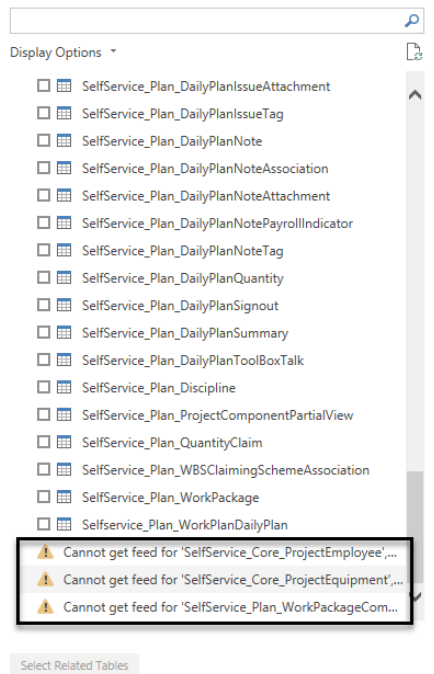 Display Options
SelfService_Plan_DailyPlanIssueAttachment
SelfService_Plan_DailyPlanIssueTag
SelfService_Plan_DailyPlanNote
SelfService_Plan_DailyPlanNoteAssociation
SelfService_Plan_DailyPlanNoteAttachment
SelfService_Plan_DailyPlanNotePayrollIndicator
SelfService_Plan_DailyPlanNoteTag
SelfService_Plan_DailyPlanQuantity
SelfService_Plan_DailyPlanSignout
SelfService_Plan_DailyPlanSummary
SelfService_Plan_DailyPlanToolBoxTalk
SelfService_Plan_Discipline
SelfService_Plan_ProjectComponentPartialView
SelfService_Plan_QuantityClaim
SelfService_Plan_WBSClaimingSchemeAssociation
SelfService_Plan_WorkPackage
Selfservice_Plan_WorkPlanDailyPlan
Cannot get feed for 'SelfService_Core_ProjectEmployee',...
Cannot get feed for 'SelfService_Core_ProjectEquipment',...
Cannot get feed for 'SelfService_Plan_WorkPackageCom...
Select Related Tables